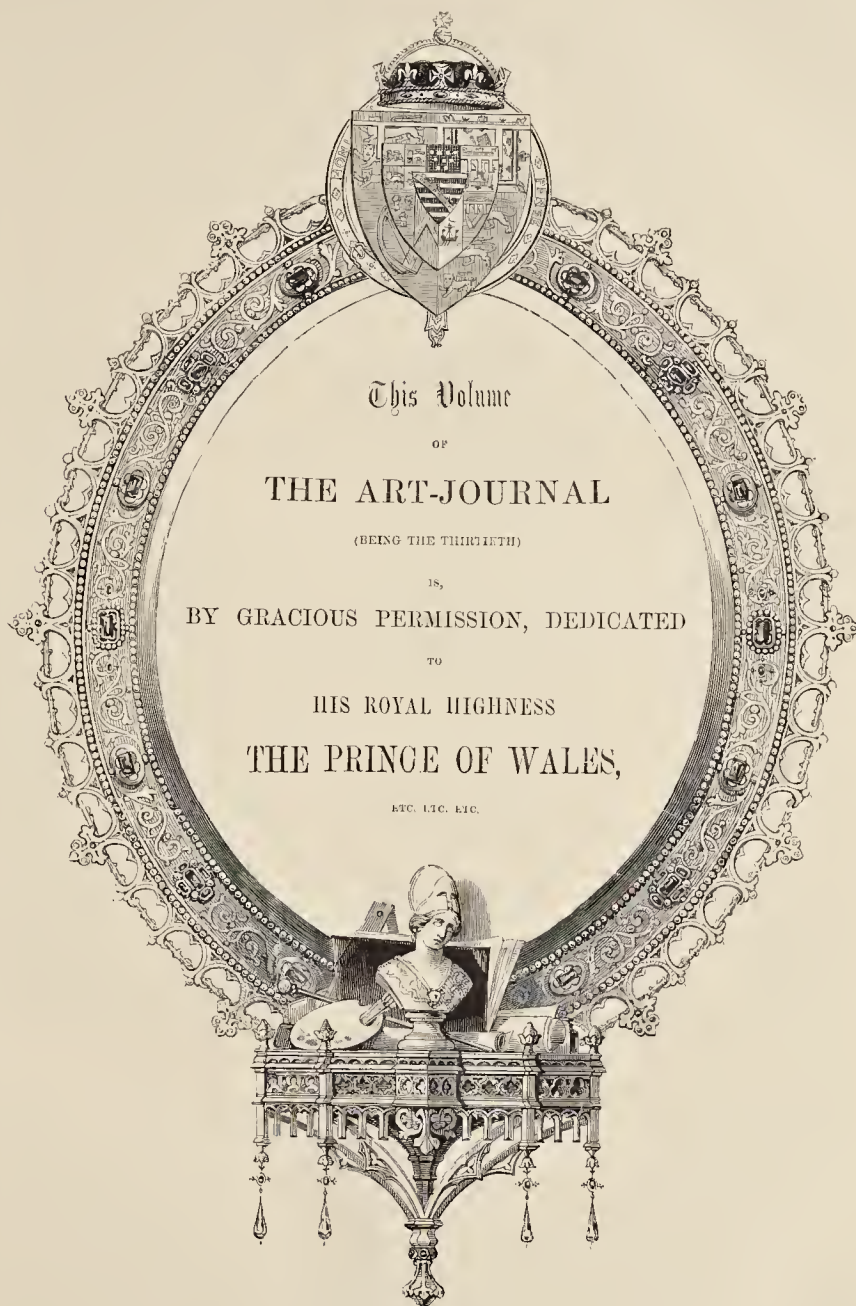 This Volume
OF
THE ART-JOURNAL
(BEING THE THIRTIETH)
IS,
BY GRACIOUS PERMISSION, DEDICATED
TO
HIS ROYAL HIGHNESS
THE PRINCE OF WALES,
ETC. ETC. ETC.